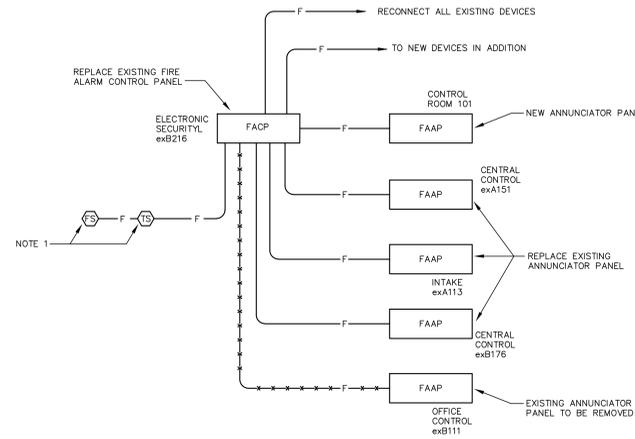 F
RECONNECT ALL EXISTING DEVICES
F
TO NEW DEVICES IN ADDITION
REPLACE EXISTING FIRE
ALARM CONTROL PANEL
CONTROL
ROOM 101
NEW ANNUNCIATOR PAN
ELECTRONIC
SECURITYL
exB216
FACP
F
FAAP
CENTRAL
CONTROL
exA151
F
FAAP
FS
F
TS
F
NOTE 1
F
FAAP
REPLACE EXISTING
ANNUNCIATOR PANEL
INTAKE
exA113
F
FAAP
CENTRAL
CONTROL
exB176
F
FAAP
EXISTING ANNUNCIATOR
PANEL TO BE REMOVED
OFFICE
CONTROL
exB111